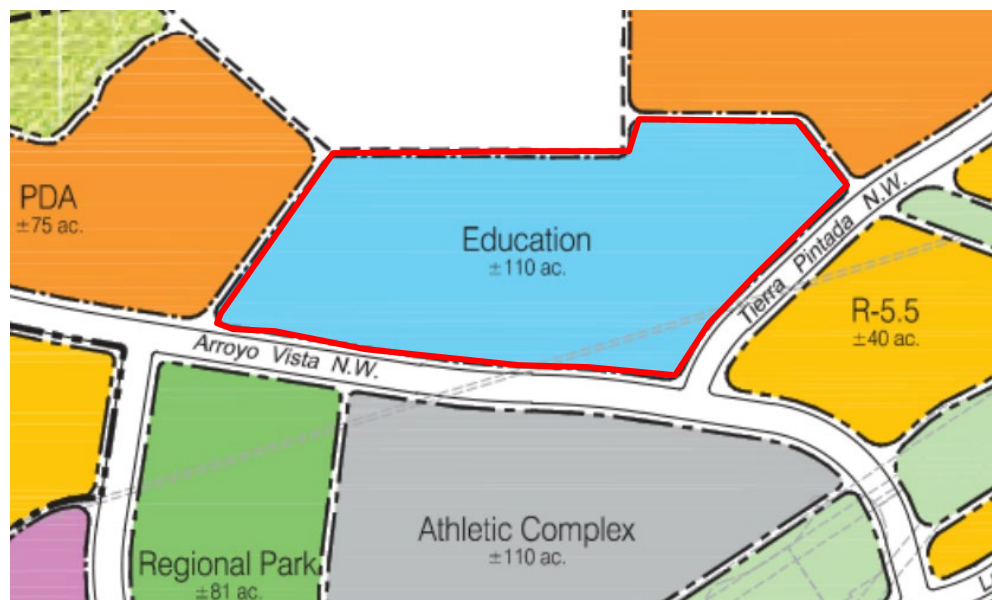 PDA
±75 ac.
Education
±110 ac.
Tierra Pintada N.W.
R-5.5
±40 ac.
Arroyo Vista N.W.
Athletic Complex
±110 ac.
Regional Park
±81 ac.